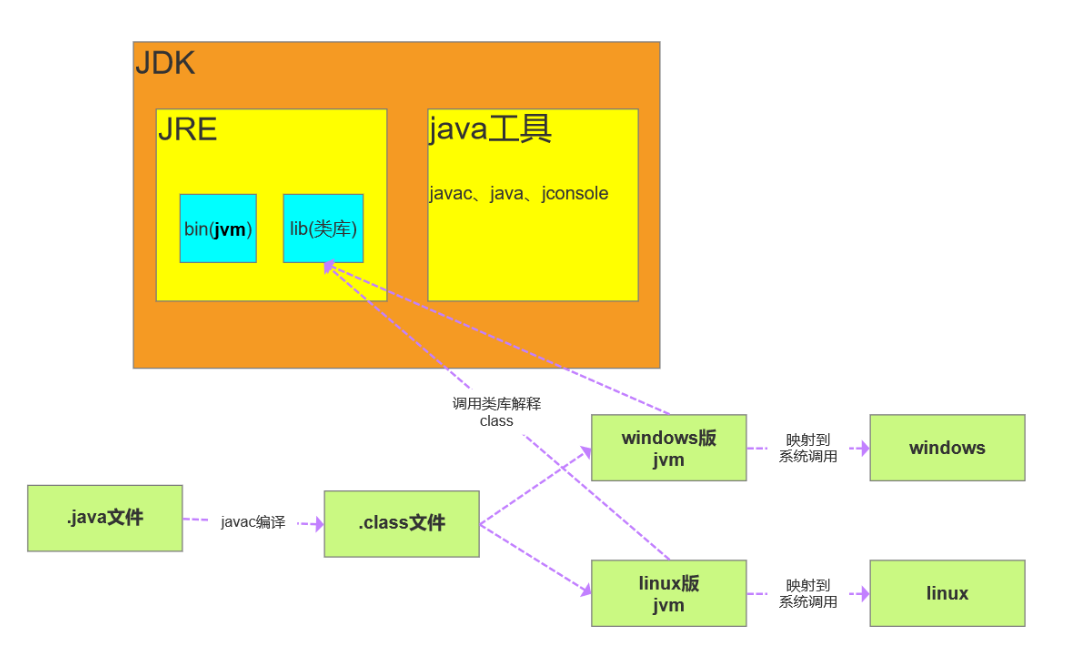 JDK
JRE
java工具
javac、java、jconsole
bin(jvm)
lib(类库)
调用类库解释
class
windows版
jvm
映射到
系统调用
windows
.java文件
javac编译
.class文件
linux版
jvm
映射到
系统调用
linux